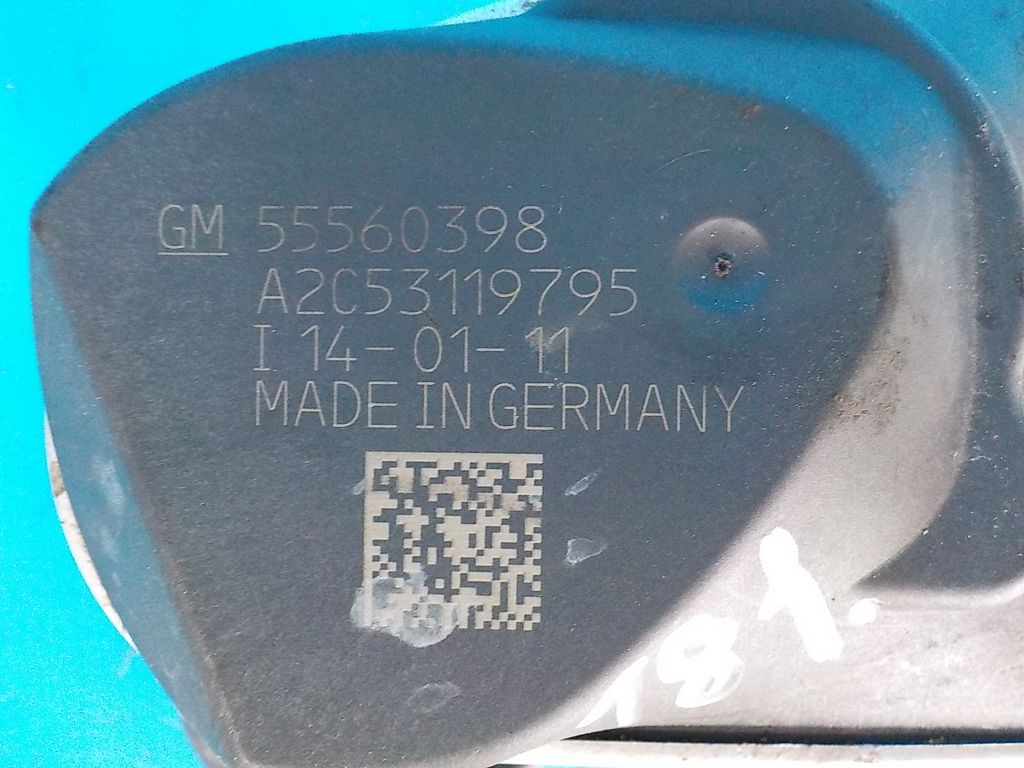 GM 55560398
A2C53119795
I 14-01-11
MADE IN GERMANY